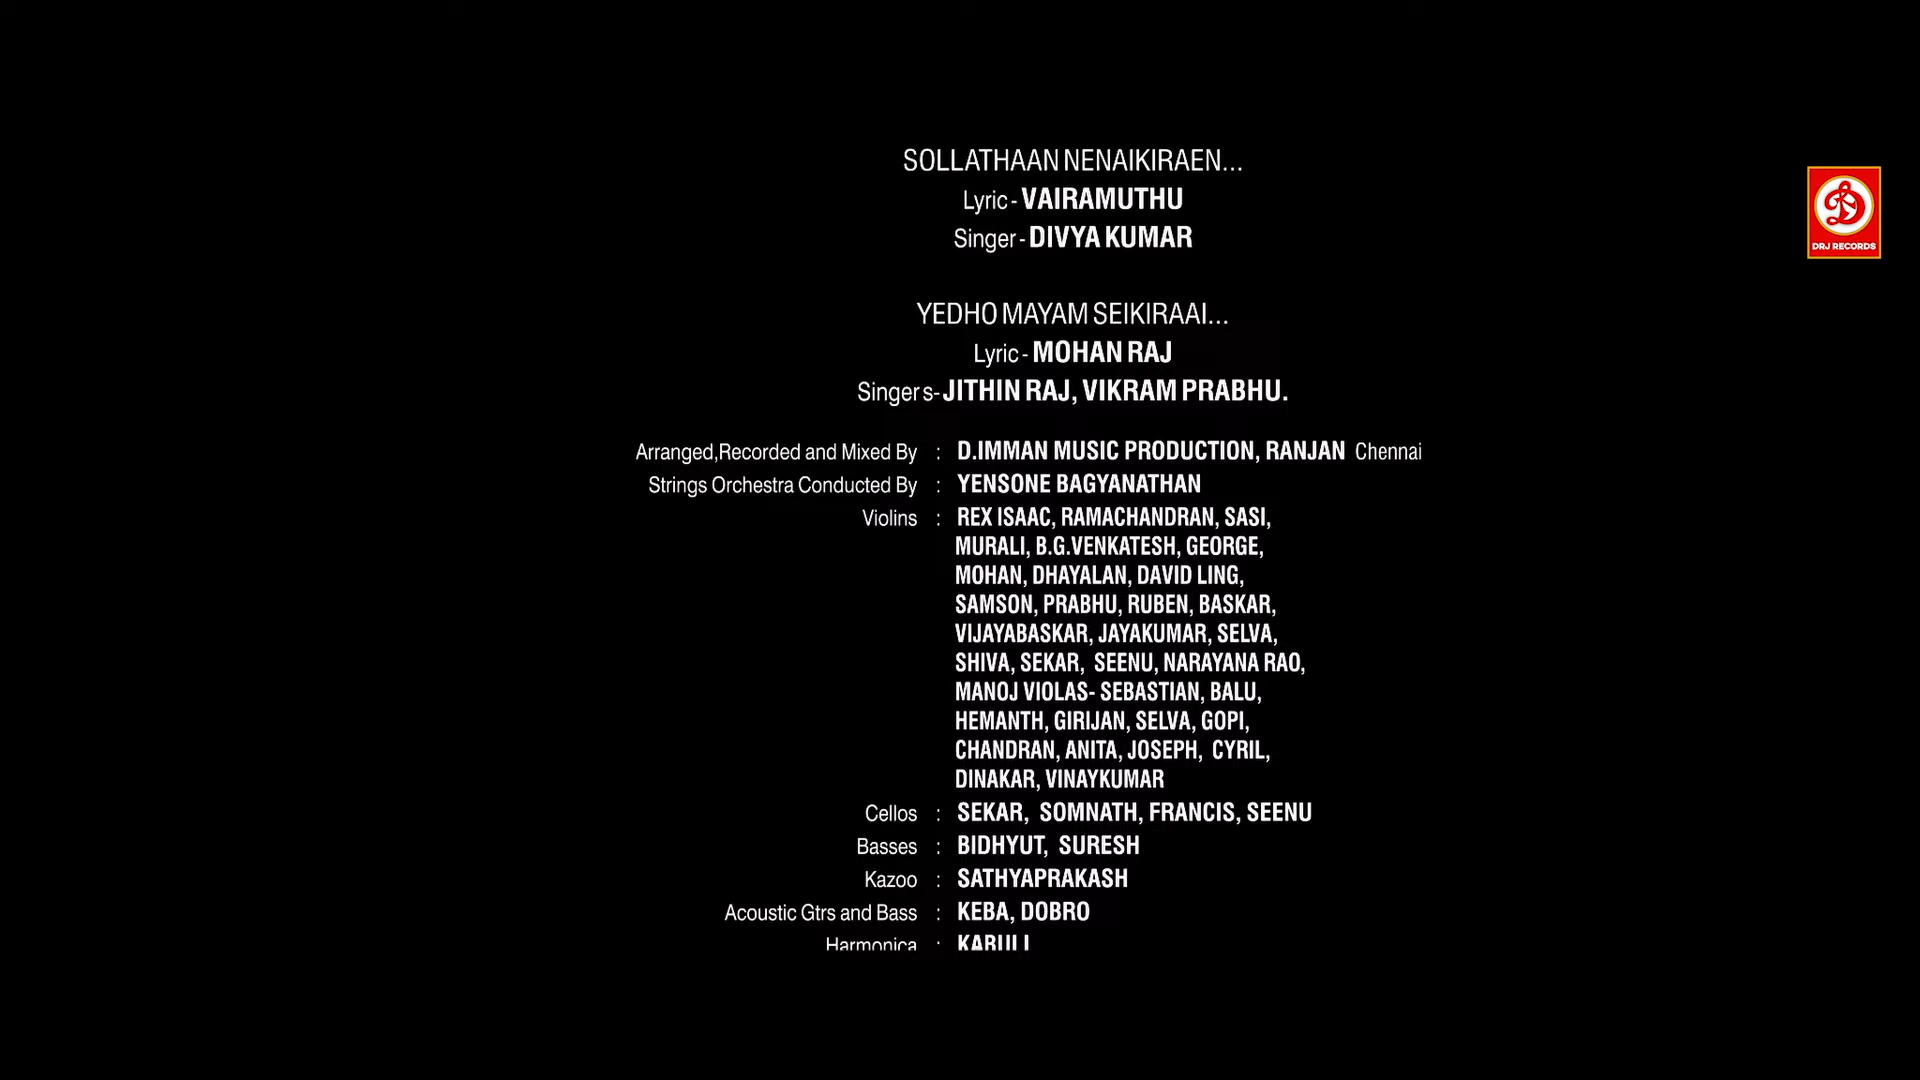 SOLLATHAAN NENAIKIRAEN...
Lyric - VAIRAMUTHU
Singer - DIVYA KUMAR
YEDHO MAYAM SEIKIRAAI...
Lyric - MOHAN RAJ
Singers- JITHIN RAJ, VIKRAM PRABHU.
Arranged,Recorded and Mixed By : D.IMMAN MUSIC PRODUCTION, RANJAN Chennai
Strings Orchestra Conducted By : YENSONE BAGYANATHAN
Violins : REX ISAAC, RAMACHANDRAN, SASI,
MURALI, B.G.VENKATESH, GEORGE,
MOHAN, DHAYALAN, DAVID LING,
SAMSON, PRABHU, RUBEN, BASKAR,
VIJAYABASKAR, JAYAKUMAR, SELVA,
SHIVA, SEKAR, SEENU, NARAYANA RAO,
MANOJ VIOLAS- SEBASTIAN, BALU,
HEMANTH, GIRIJAN, SELVA, GOPI,
CHANDRAN, ANITA, JOSEPH, CYRIL,
DINAKAR, VINAYKUMAR
Cellos : SEKAR, SOMNATH, FRANCIS, SEENU
Basses : BIDHYUT, SURESH
Kazoo : SATHYAPRAKASH
Acoustic Gtrs and Bass : KEBA, DOBRO
Harmonica :
DRJ RECORDS